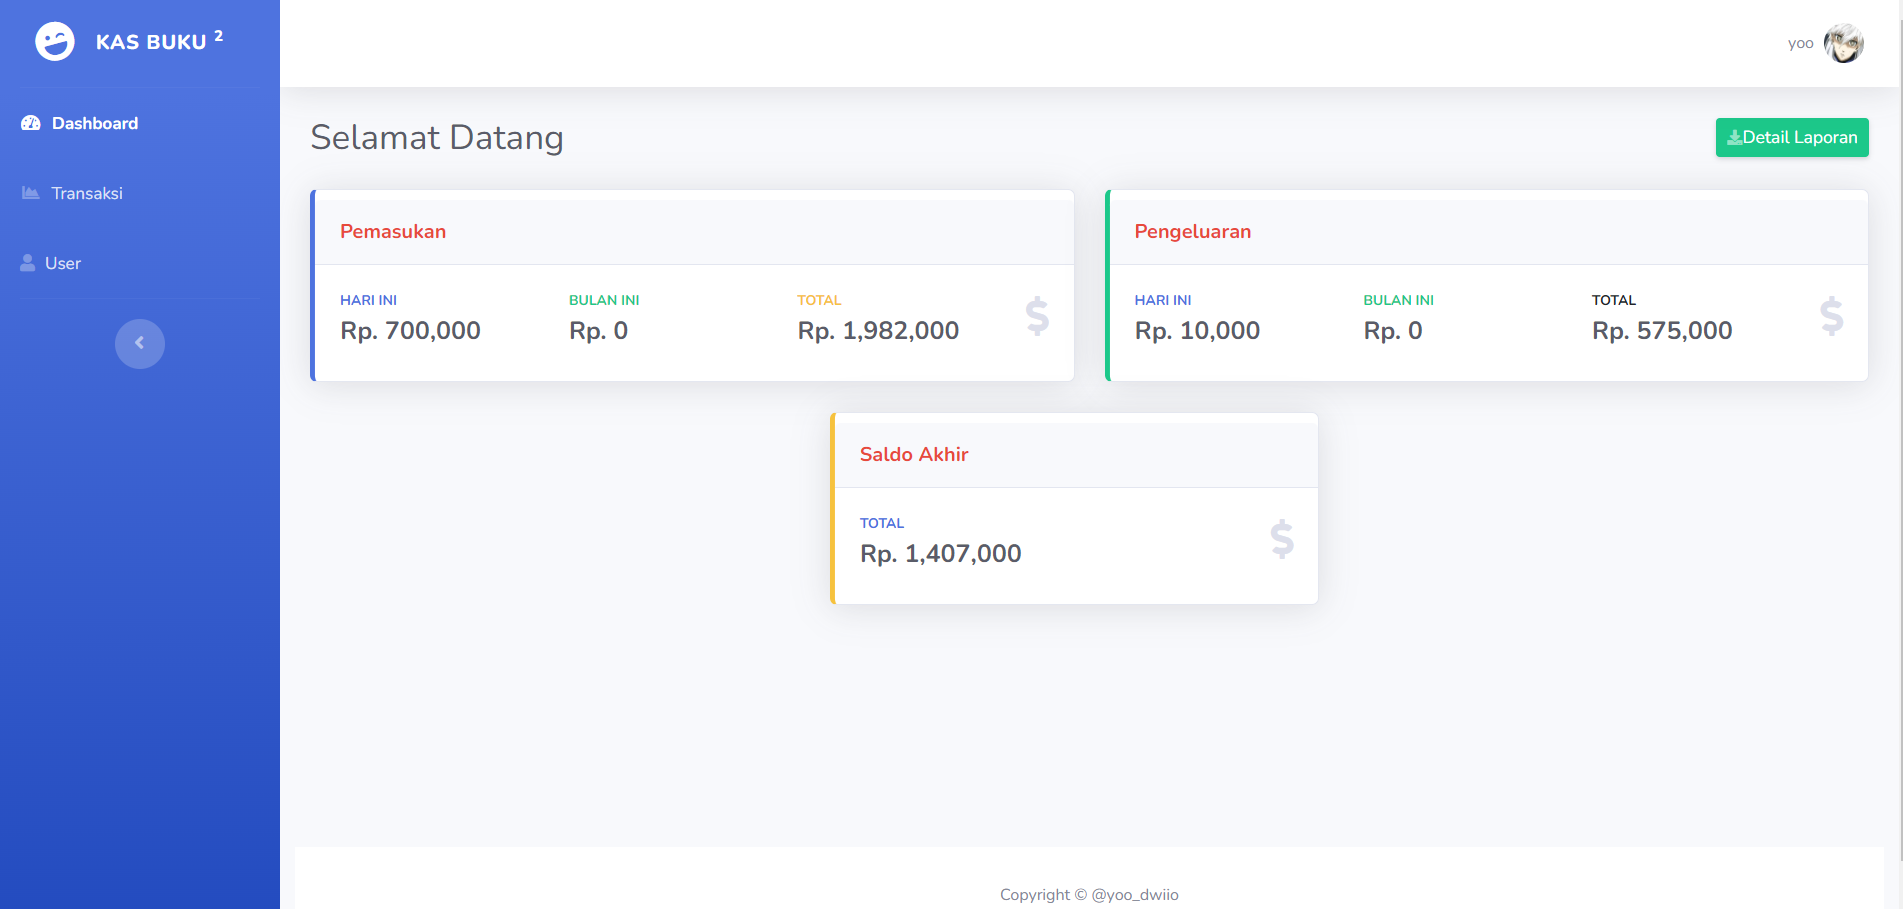 KAS BUKU 2
yoo
Dashboard
Transaksi
User
Selamat Datang
Detail Laporan
Pemasukan
HARI INI
Rp. 700,000
BULAN INI
Rp. 0
TOTAL
Rp. 1,982,000
Pengeluaran
HARI INI
Rp. 10,000
BULAN INI
Rp. 0
TOTAL
Rp. 575,000
Saldo Akhir
TOTAL
Rp. 1,407,000
Copyright © @yoo_dwiio